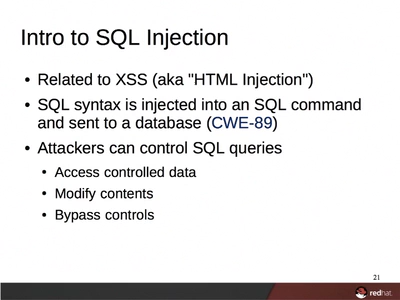 Intro to SQL Injection
• Related to XSS (aka "HTML Injection")
• SQL syntax is injected into an SQL command
and sent to a database (CWE-89)
• Attackers can control SQL queries
• Access controlled data
• Modify contents
• Bypass controls
21
redhat